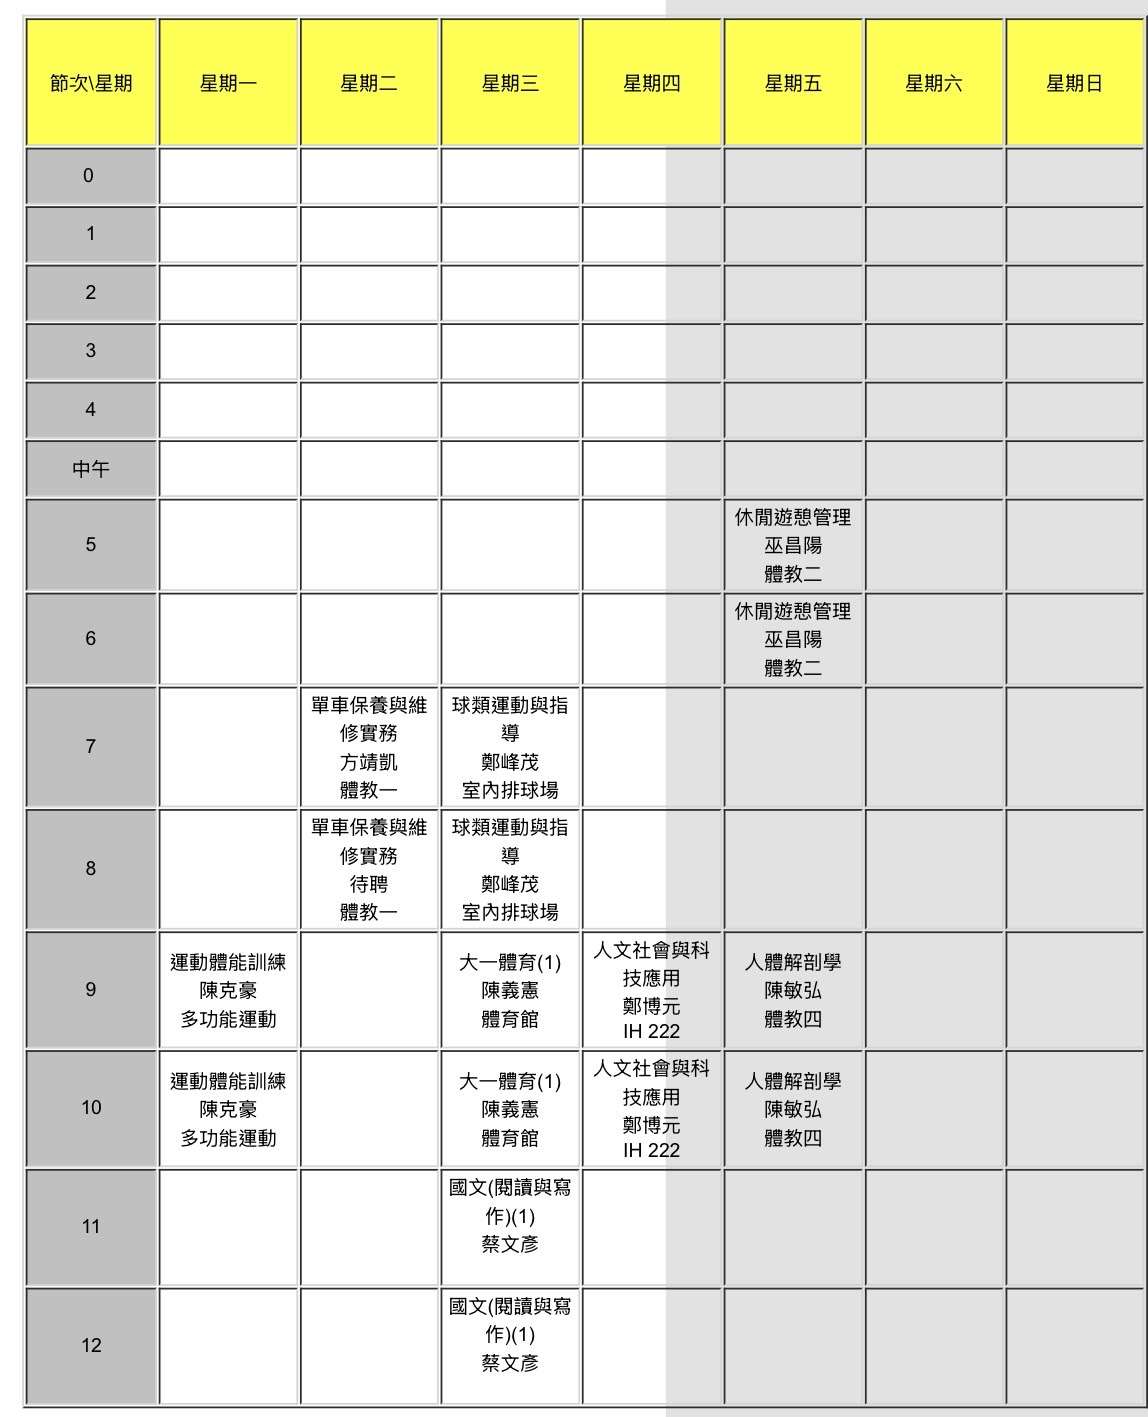 節次\星期 星期一 星期二 星期三 星期四 星期五 星期六 星期日
0
1
2
3
4
中午
5
休閒遊憩管理
巫昌陽
體教二
6
休閒遊憩管理
巫昌陽
體教二
7
單車保養與維
修實務
方靖凱
體教一
球類運動與指
導
鄭峰茂
室內排球場
8
單車保養與維
修實務
待聘
體教一
球類運動與指
導
鄭峰茂
室內排球場
9
運動體能訓練
陳克豪
多功能運動
大一體育(1)
陳義憲
體育館
人文社會與科
技應用
鄭博元
IH 222
人體解剖學
陳敏弘
體教四
10
運動體能訓練
陳克豪
多功能運動
大一體育(1)
陳義憲
體育館
人文社會與科
技應用
鄭博元
IH 222
人體解剖學
陳敏弘
體教四
11
國文(閱讀與寫
作)(1)
蔡文彥
12
國文(閱讀與寫
作)(1)
蔡文彥